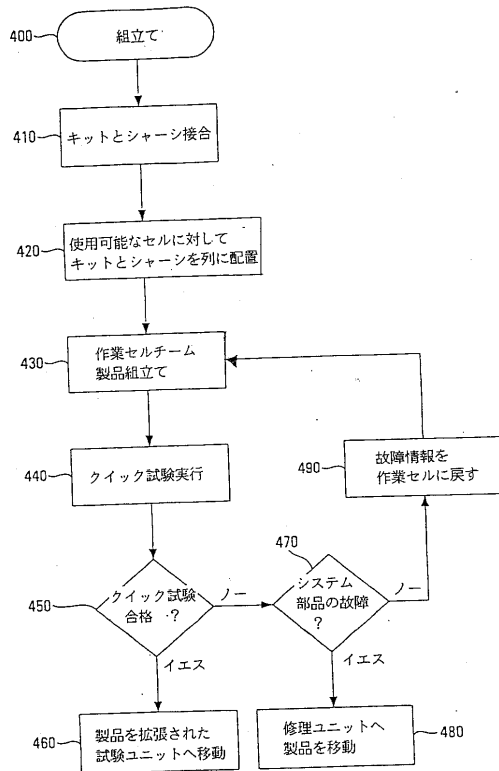 400
組立て
410
キットとシャーシ接合
420
使用可能なセルに対して
キットとシャーシを列に配置
430
作業セルチーム
製品組立て
440
クイック試験実行
490
故障情報を
作業セルに戻す
450
クイック試験
合格 ?
ノー
470
システム
部品の故障
?
ノー
イエス
イエス
460
製品を拡張された
試験ユニットへ移動
修理ユニットへ
製品を移動
480